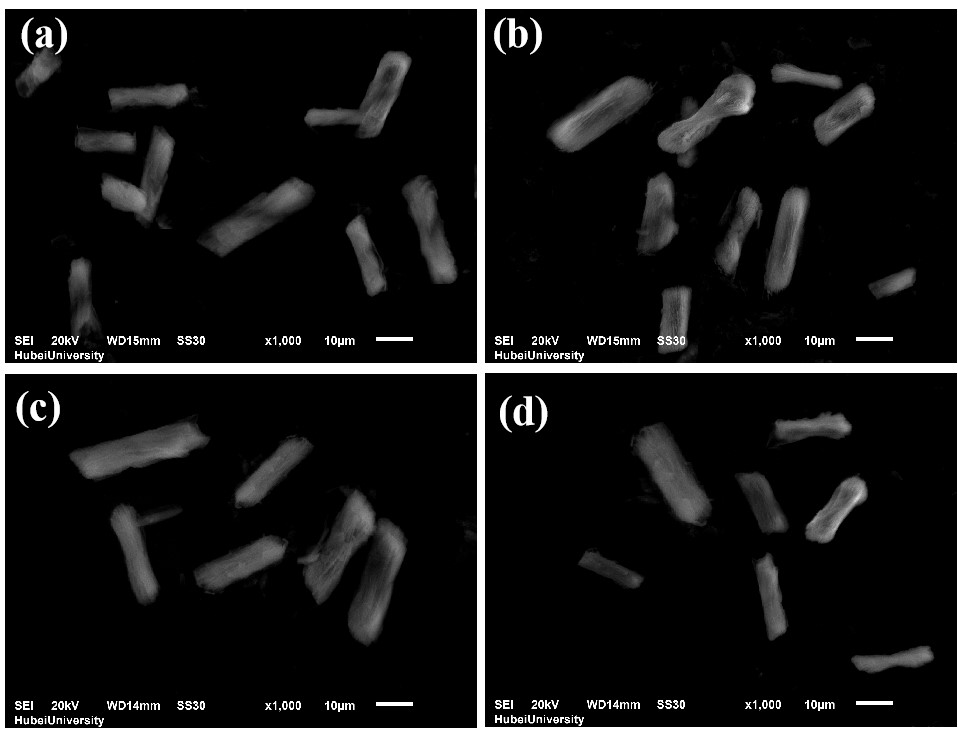 (a)
SEI 20kV WD15mm SS30 x1,000 10µm
HubeiUniversity
(b)
SEI 20kV WD15mm SS30 x1,000 10µm
HubeiUniversity
(c)
SEI 20kV WD14mm SS30 x1,000 10µm
HubeiUniversity
(d)
SEI 20kV WD14mm SS30 x1,000 10µm
HubeiUniversity